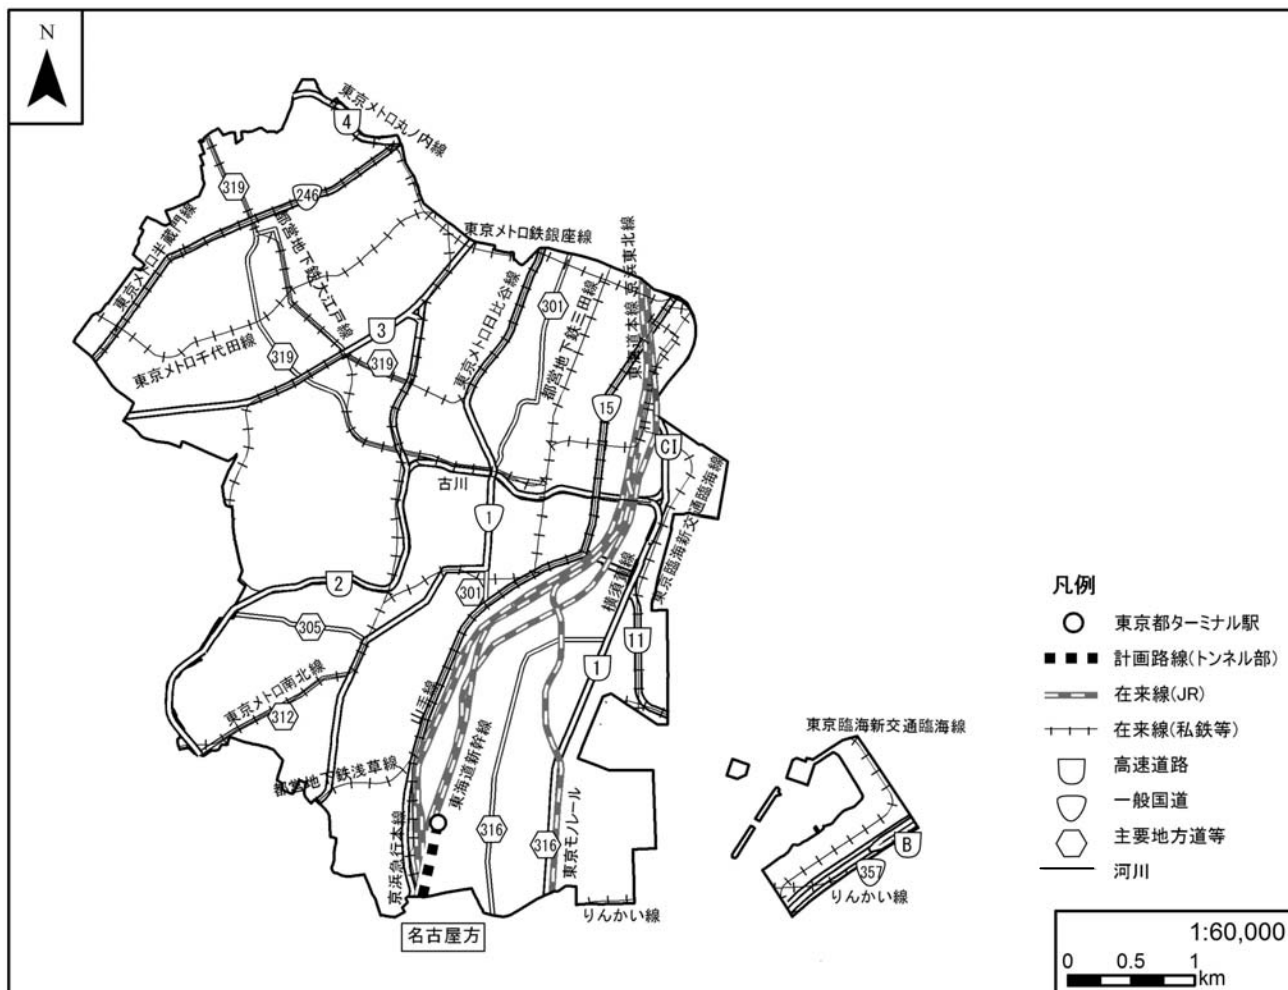 N
東京メトロ丸ノ内線
4
319
246
東京メトロ半蔵門線
都営地下鉄大江戸線
東京メトロ鉄銀座線
京浜東北線
東海道本線
東京メトロ日比谷線
301
都営地下鉄三田線
3
319
319
東京メトロ千代田線
15
C1
古川
1
東京臨海新交通臨海線
横須賀線
2
301
305
11
1
東京メトロ南北線
312
山手線
東海道新幹線
都営地下鉄浅草線
京浜急行本線
316
316
東京モノレール
りんかい線
名古屋方
東京臨海新交通臨海線
B
357
りんかい線
凡例
東京都ターミナル駅
計画路線(トンネル部)
在来線(JR)
在来線(私鉄等)
高速道路
一般国道
主要地方道等
河川
1:60,000
0 0.5 1
km